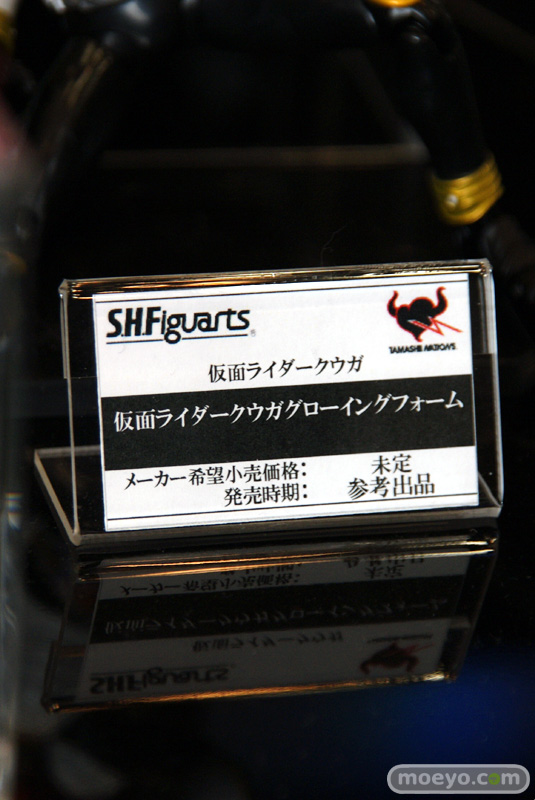 S.H.Figuarts®
TAMASHII NATIONS
仮面ライダークウガ
仮面ライダークウガグローイングフォーム
メーカー希望小売価格： 未定
発売時期： 参考出品
moeyo.com